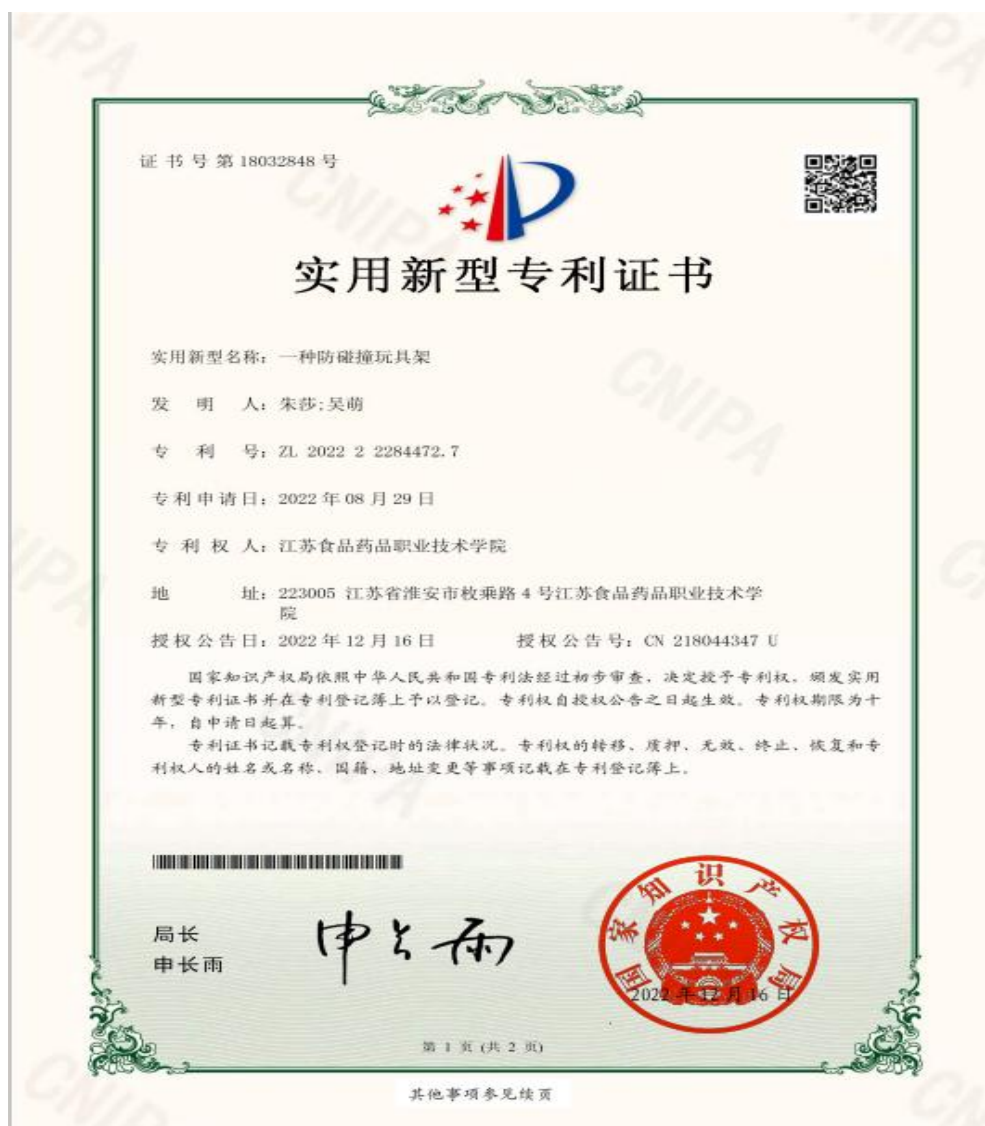 证书号第18032848号
实用新型专利证书
实用新型名称：一种防碰撞玩具架
发明人：朱莎;吴萌
专利号：ZL 2022 2 2284472.7
专利申请日：2022年08月29日
专利权人：江苏食品药品职业技术学院
地址：223005 江苏省淮安市枚乘路4号江苏食品药品职业技术学
院
授权公告日：2022年12月16日 授权公告号：CN 218044347 U
国家知识产权局依照中华人民共和国专利法经过初步审查，决定授予专利权，颁发实用
新型专利证书并在专利登记簿上予以登记。专利权自授权公告之日起生效。专利权期限为十
年，自申请日起算。
专利证书记载专利权登记时的法律状况。专利权的转移、质押、无效、终止、恢复和专
利权人的姓名或名称、国籍、地址变更等事项记载在专利登记簿上。
局长
申长雨
申长雨
国家知识产权局
2022年12月16日
第 1 页 (共 2 页)
其他事项参见续页
CNIPA